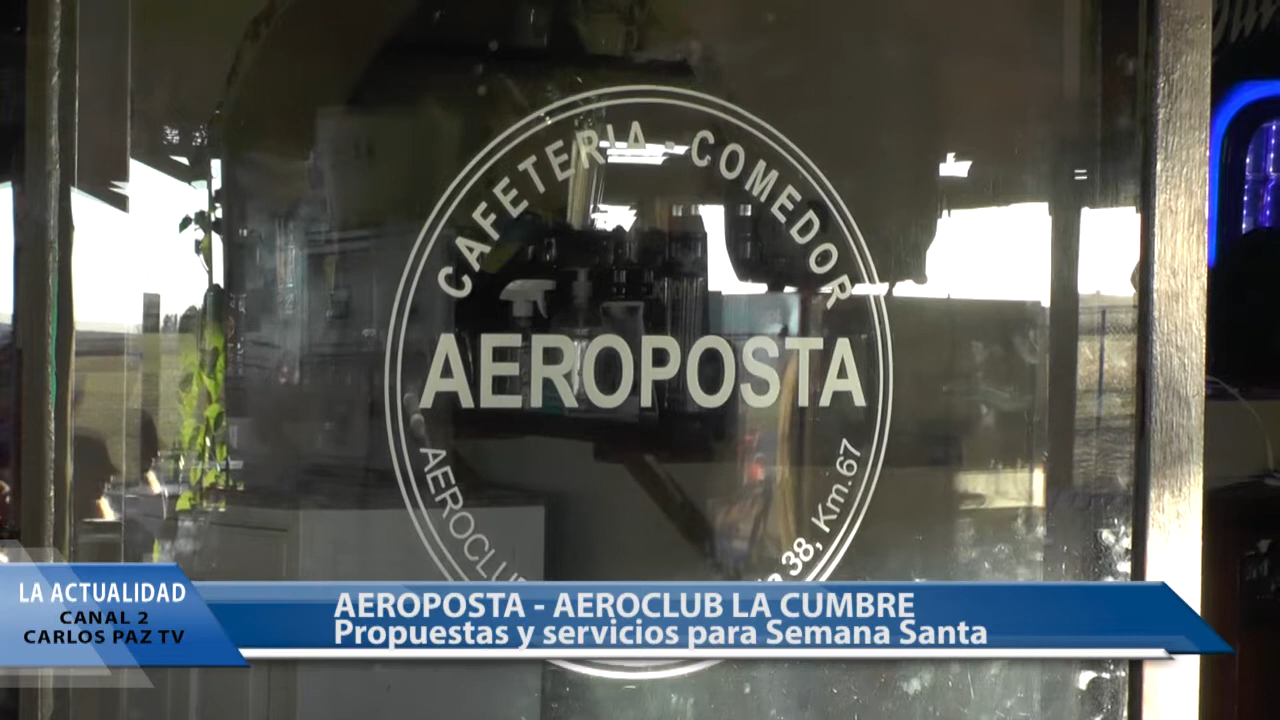 CAFETERIA - COMEDOR
AEROPOSTA
AEROCLUB
38, Km.67
LA ACTUALIDAD
CANAL 2
CARLOS PAZ TV
AEROPOSTA - AEROCLUB LA CUMBRE
Propuestas y servicios para Semana Santa